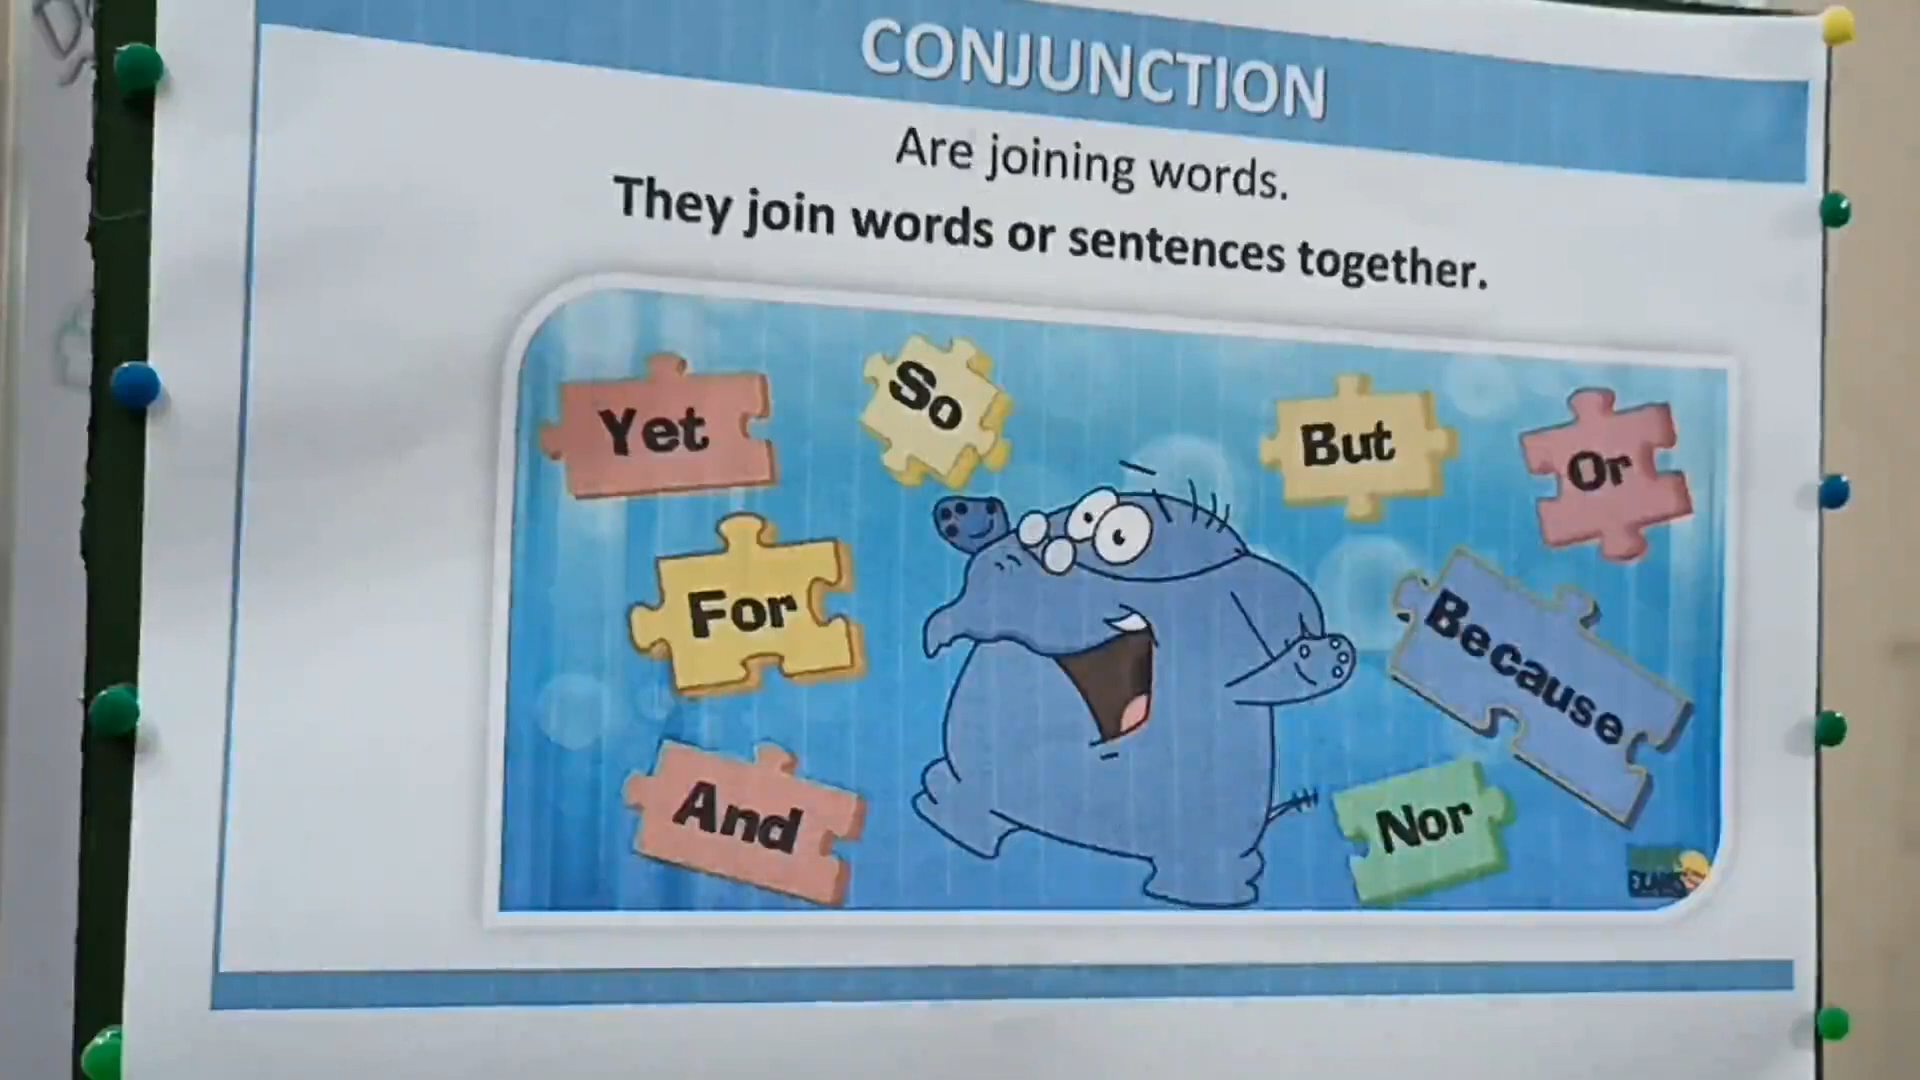 CONJUNCTION
Are joining words.
They join words or sentences together.
Yet
So
But
Or
For
Because
And
Nor